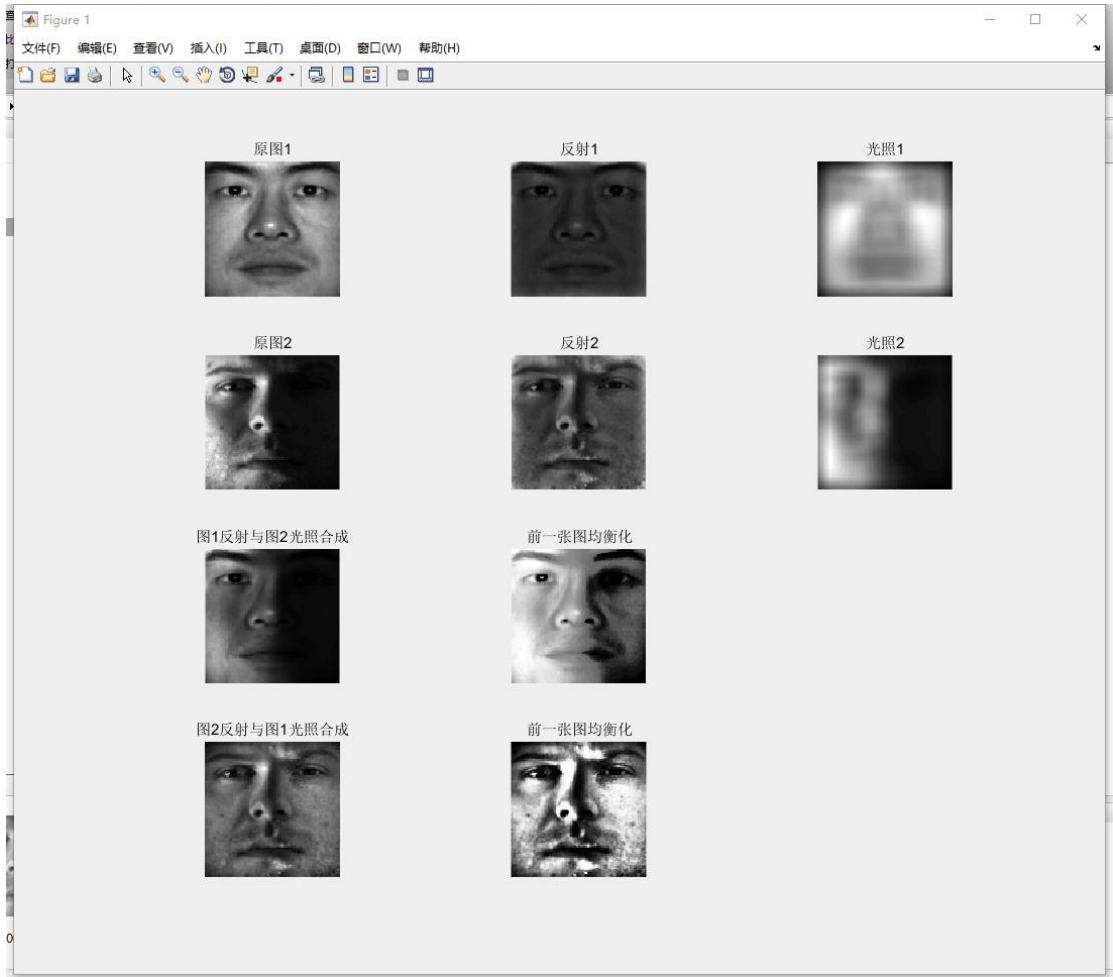 Figure 1
文件(F) 编辑(E) 查看(V) 插入(I) 工具(T) 桌面(D) 窗口(W) 帮助(H)
原图1 反射1 光照1
原图2 反射2 光照2
图1反射与图2光照合成 前一张图均衡化
图2反射与图1光照合成 前一张图均衡化